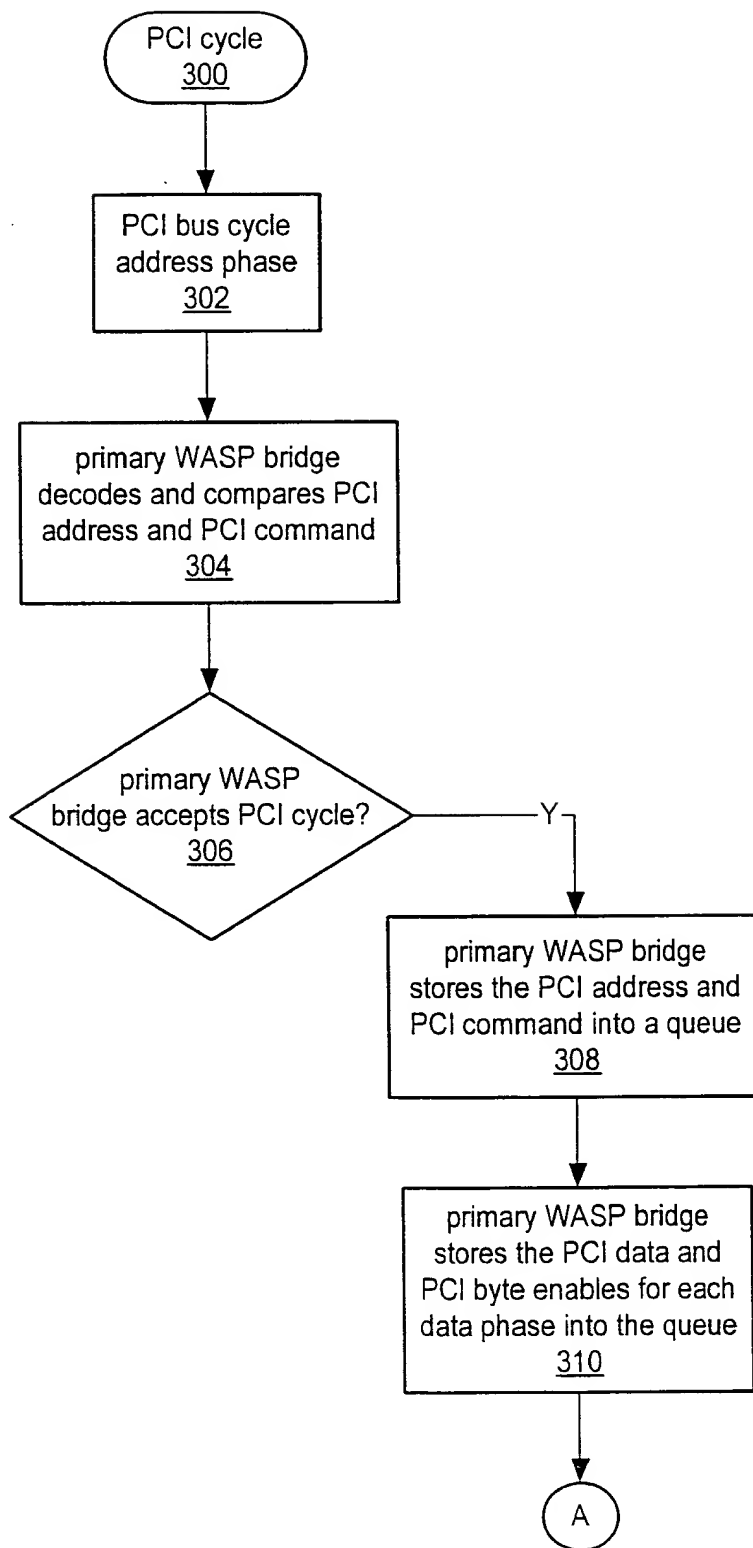 PCI cycle
300
PCI bus cycle
address phase
302
primary WASP bridge
decodes and compares PCI
address and PCI command
304
primary WASP
bridge accepts PCI cycle?
306
Y
primary WASP bridge
stores the PCI address and
PCI command into a queue
308
primary WASP bridge
stores the PCI data and
PCI byte enables for each
data phase into the queue
310
A